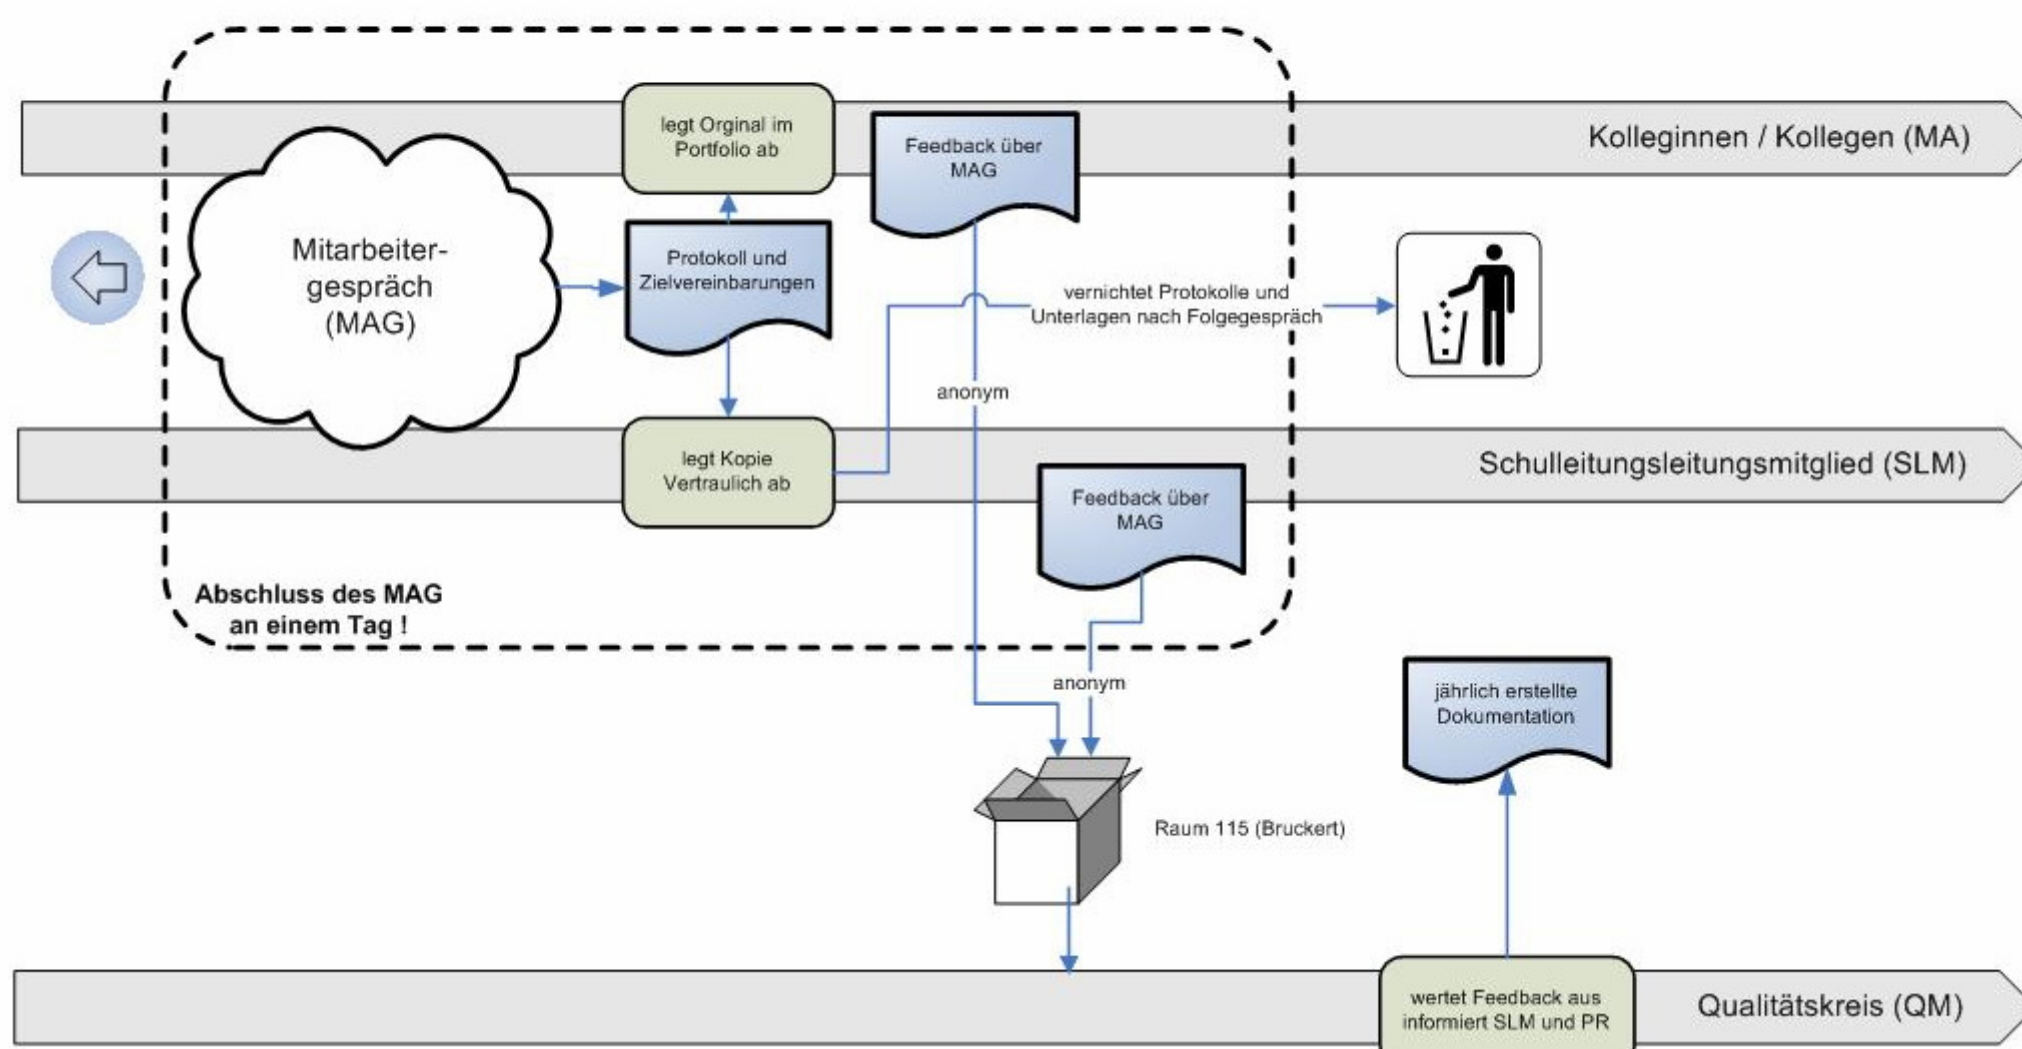 legt Orginal im
Portfolio ab
Feedback über
MAG
Kolleginnen / Kollegen (MA)
Mitarbeiter-
gespräch
(MAG)
Protokoll und
Zielvereinbarungen
vernichtet Protokolle und
Unterlagen nach Folgegespräch
anonym
legt Kopie
Vertraulich ab
Schulleitungsleitungsmitglied (SLM)
Feedback über
MAG
Abschluss des MAG
an einem Tag !
anonym
jährlich erstellte
Dokumentation
Raum 115 (Bruckert)
wertet Feedback aus
informiert SLM und PR
Qualitätskreis (QM)